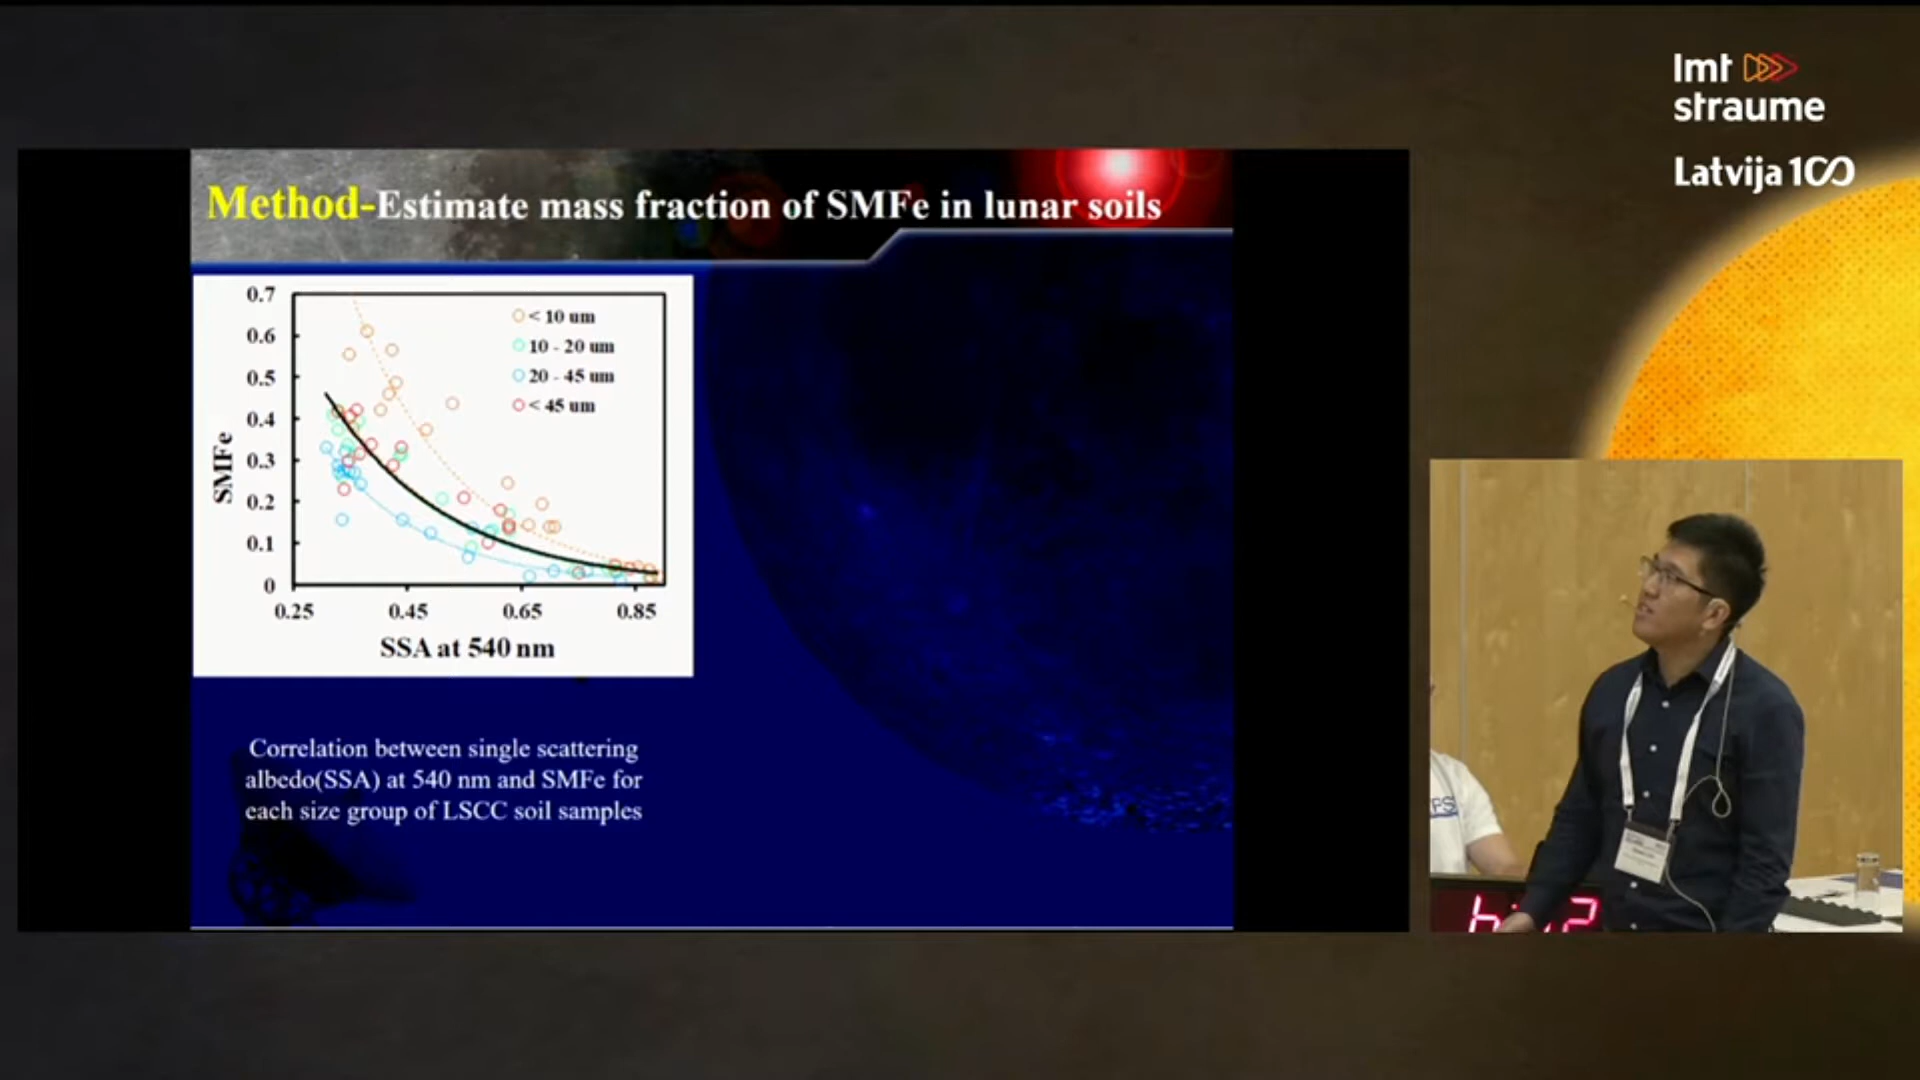 lmt
straume
Latvija 100
Method-Estimate mass fraction of SMFe in lunar soils
0.7
0.6
0.5
0.4
0.3
0.2
0.1
0
SMFe
< 10 um
10 - 20 um
20 - 45 um
< 45 um
0.25 0.45 0.65 0.85
SSA at 540 nm
Correlation between single scattering
albedo(SSA) at 540 nm and SMFe for
each size group of LSCC soil samples
FS